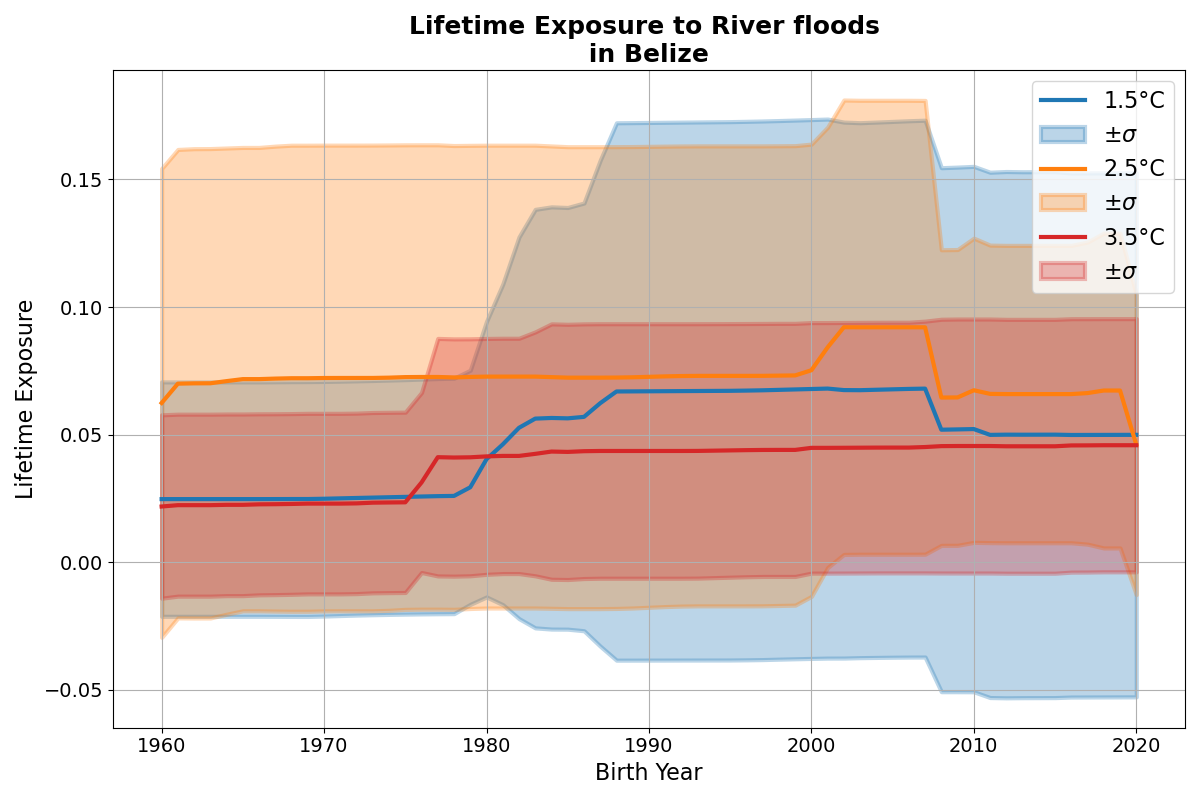 Lifetime Exposure to River floods
in Belize
1.5°C
±σ
2.5°C
±σ
3.5°C
±σ
Lifetime Exposure
0.15
0.10
0.05
0.00
−0.05
1960
1970
1980
1990
2000
2010
2020
Birth Year